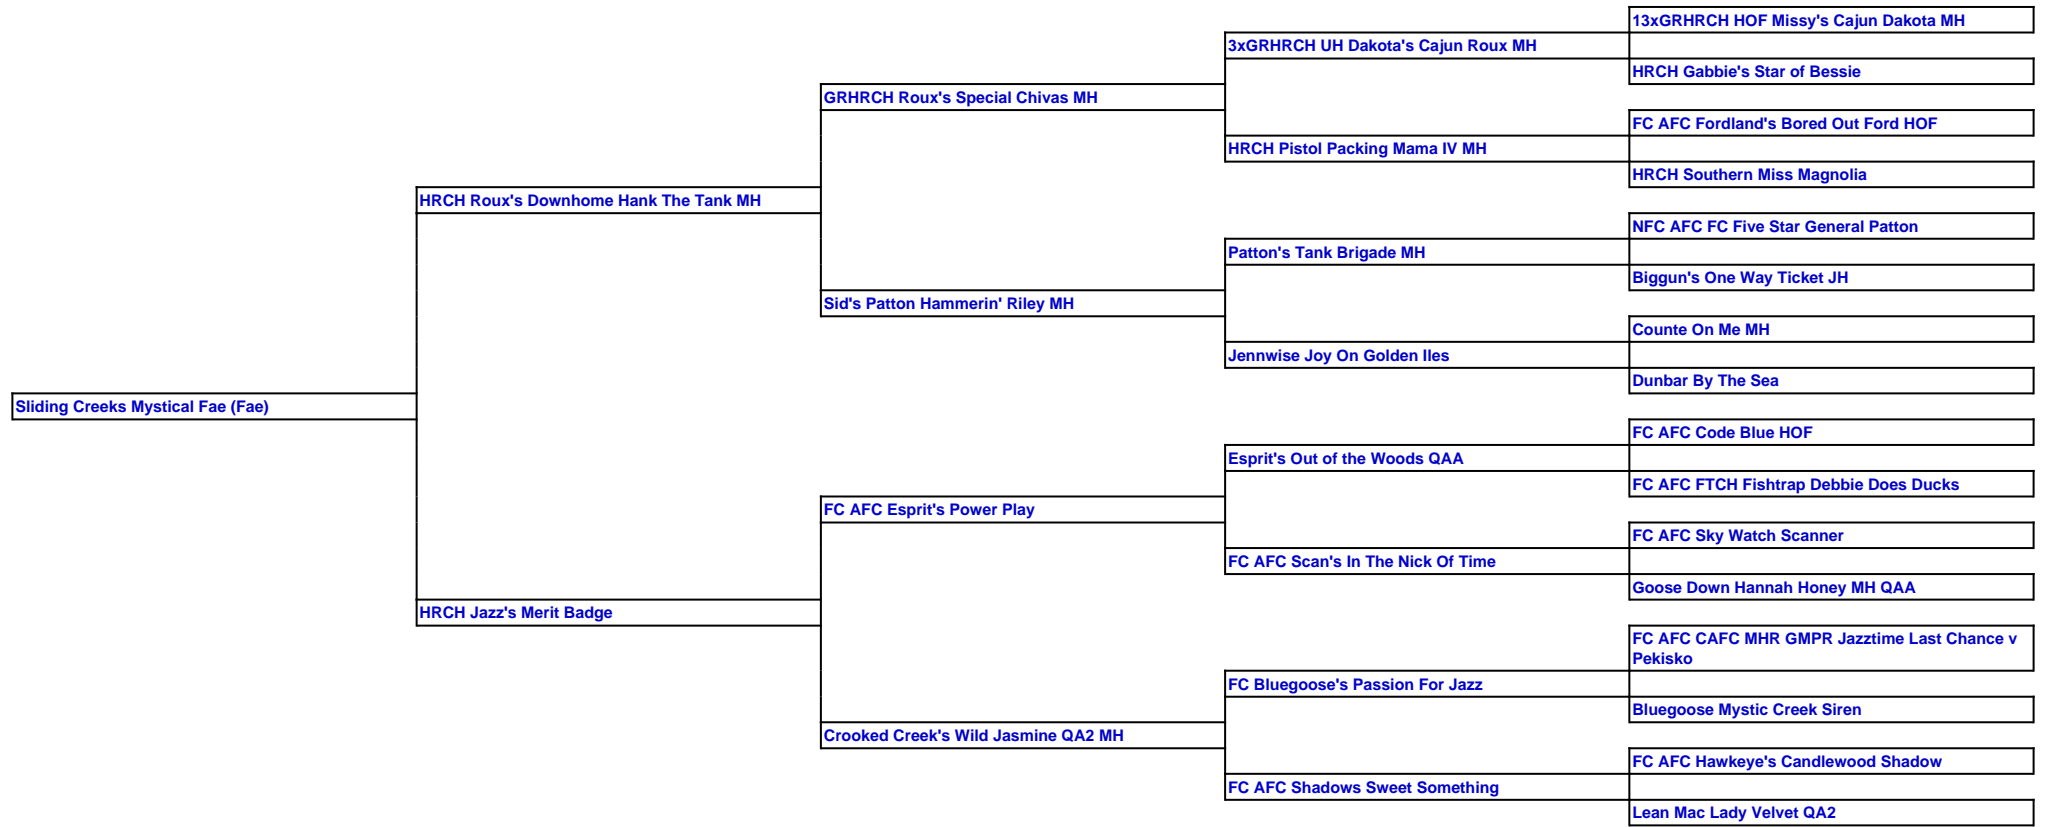 13xGRHRCH HOF Missy's Cajun Dakota MH
3xGRHRCH UH Dakota's Cajun Roux MH
HRCH Gabbie's Star of Bessie
GRHRCH Roux's Special Chivas MH
FC AFC Fordland's Bored Out Ford HOF
HRCH Pistol Packing Mama IV MH
HRCH Southern Miss Magnolia
HRCH Roux's Downhome Hank The Tank MH
NFC AFC FC Five Star General Patton
Patton's Tank Brigade MH
Biggun's One Way Ticket JH
Sid's Patton Hammerin' Riley MH
Counte On Me MH
Jennwise Joy On Golden Iles
Dunbar By The Sea
Sliding Creeks Mystical Fae (Fae)
FC AFC Code Blue HOF
Esprit's Out of the Woods QAA
FC AFC FTCH Fishtrap Debbie Does Ducks
FC AFC Esprit's Power Play
FC AFC Sky Watch Scanner
FC AFC Scan's In The Nick Of Time
Goose Down Hannah Honey MH QAA
HRCH Jazz's Merit Badge
FC AFC CAFC MHR GMPR Jazztime Last Chance v
Pekisko
FC Bluegoose's Passion For Jazz
Bluegoose Mystic Creek Siren
Crooked Creek's Wild Jasmine QA2 MH
FC AFC Hawkeye's Candlewood Shadow
FC AFC Shadows Sweet Something
Lean Mac Lady Velvet QA2